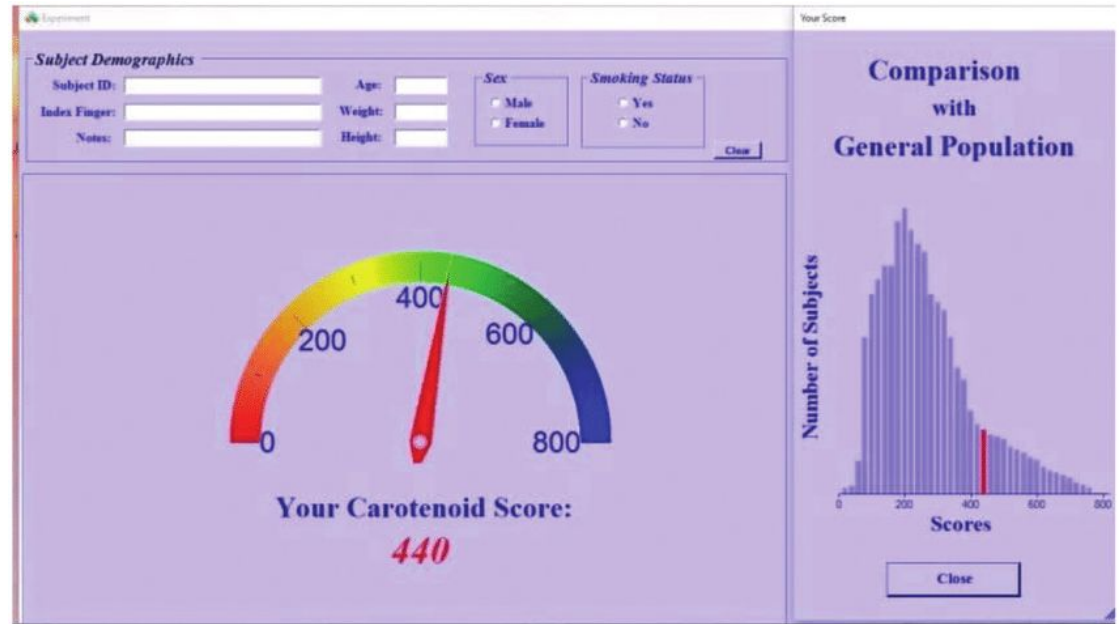 Experiment
Subject Demographics
Subject ID:
Age:
Sex
Smoking Status
Index Finger:
Weight:
Male
Yes
Notes:
Height:
Female
No
Clear
200
400
600
0
800
Your Carotenoid Score:
440
Your Score
Comparison
with
General Population
Number of Subjects
0 200 400 600 800
Scores
Close